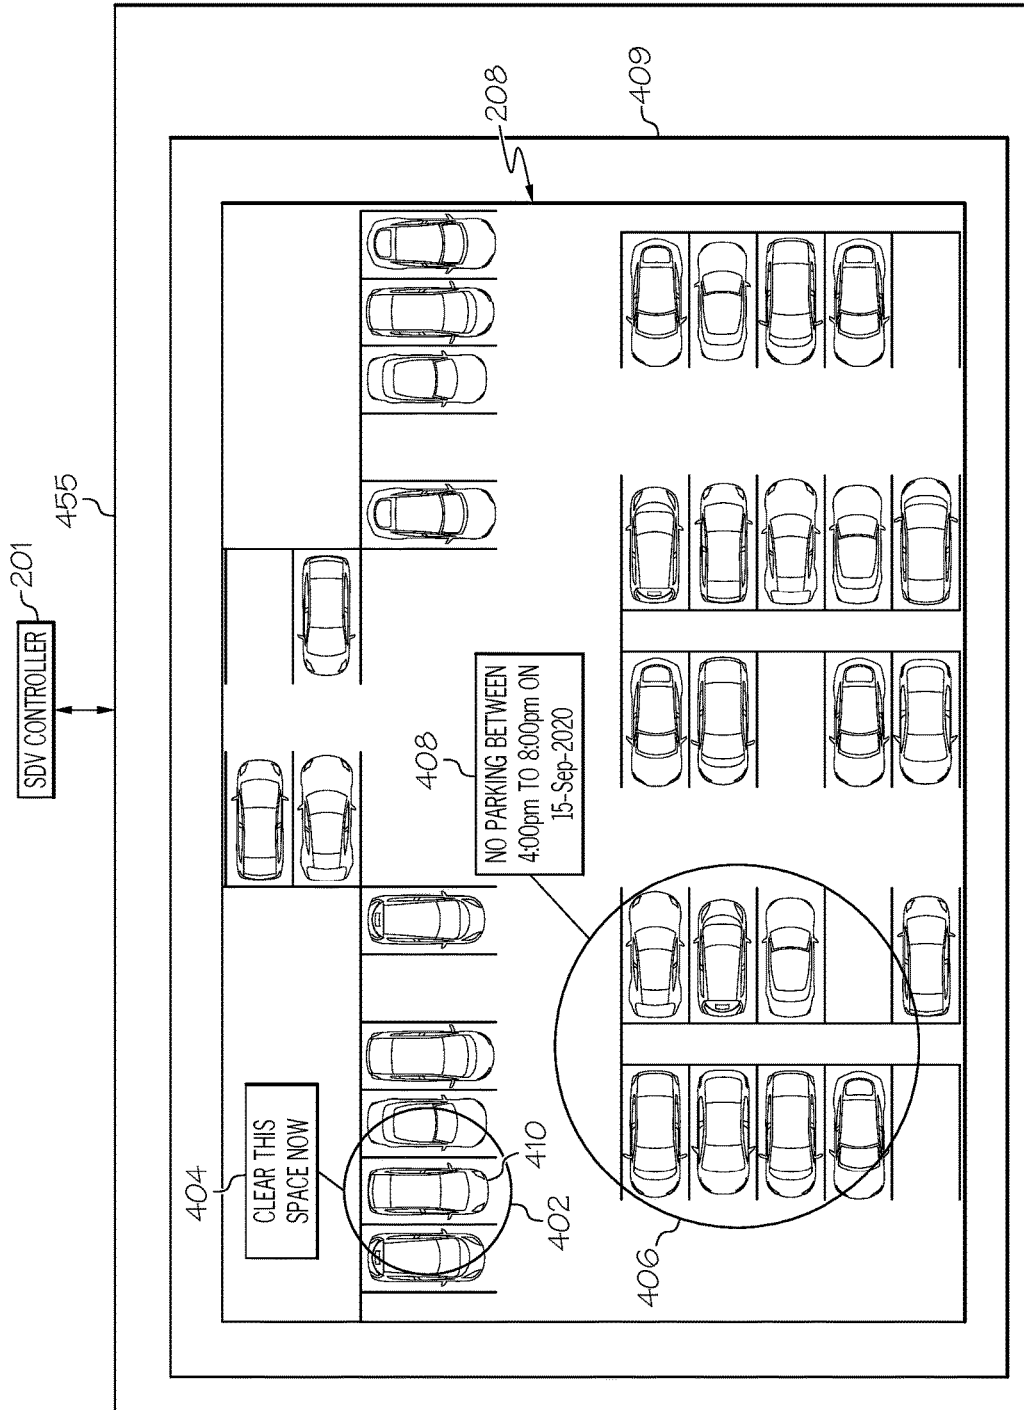 SDV CONTROLLER
201
455
409
208
404
CLEAR THIS
SPACE NOW
408
NO PARKING BETWEEN
4:00pm TO 8:00pm ON
15-Sep-2020
410
402
406